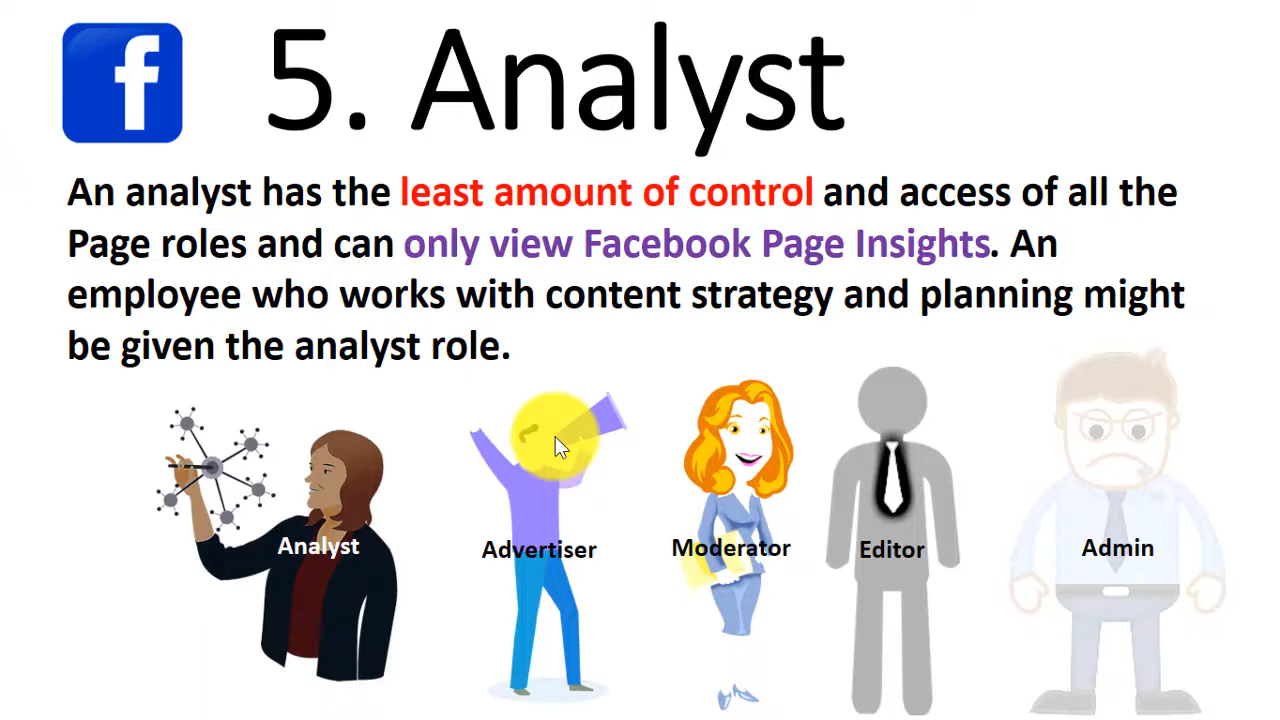 f
5. Analyst
An analyst has the least amount of control and access of all the
Page roles and can only view Facebook Page Insights. An
employee who works with content strategy and planning might
be given the analyst role.
Analyst
Advertiser
Moderator
Editor
Admin